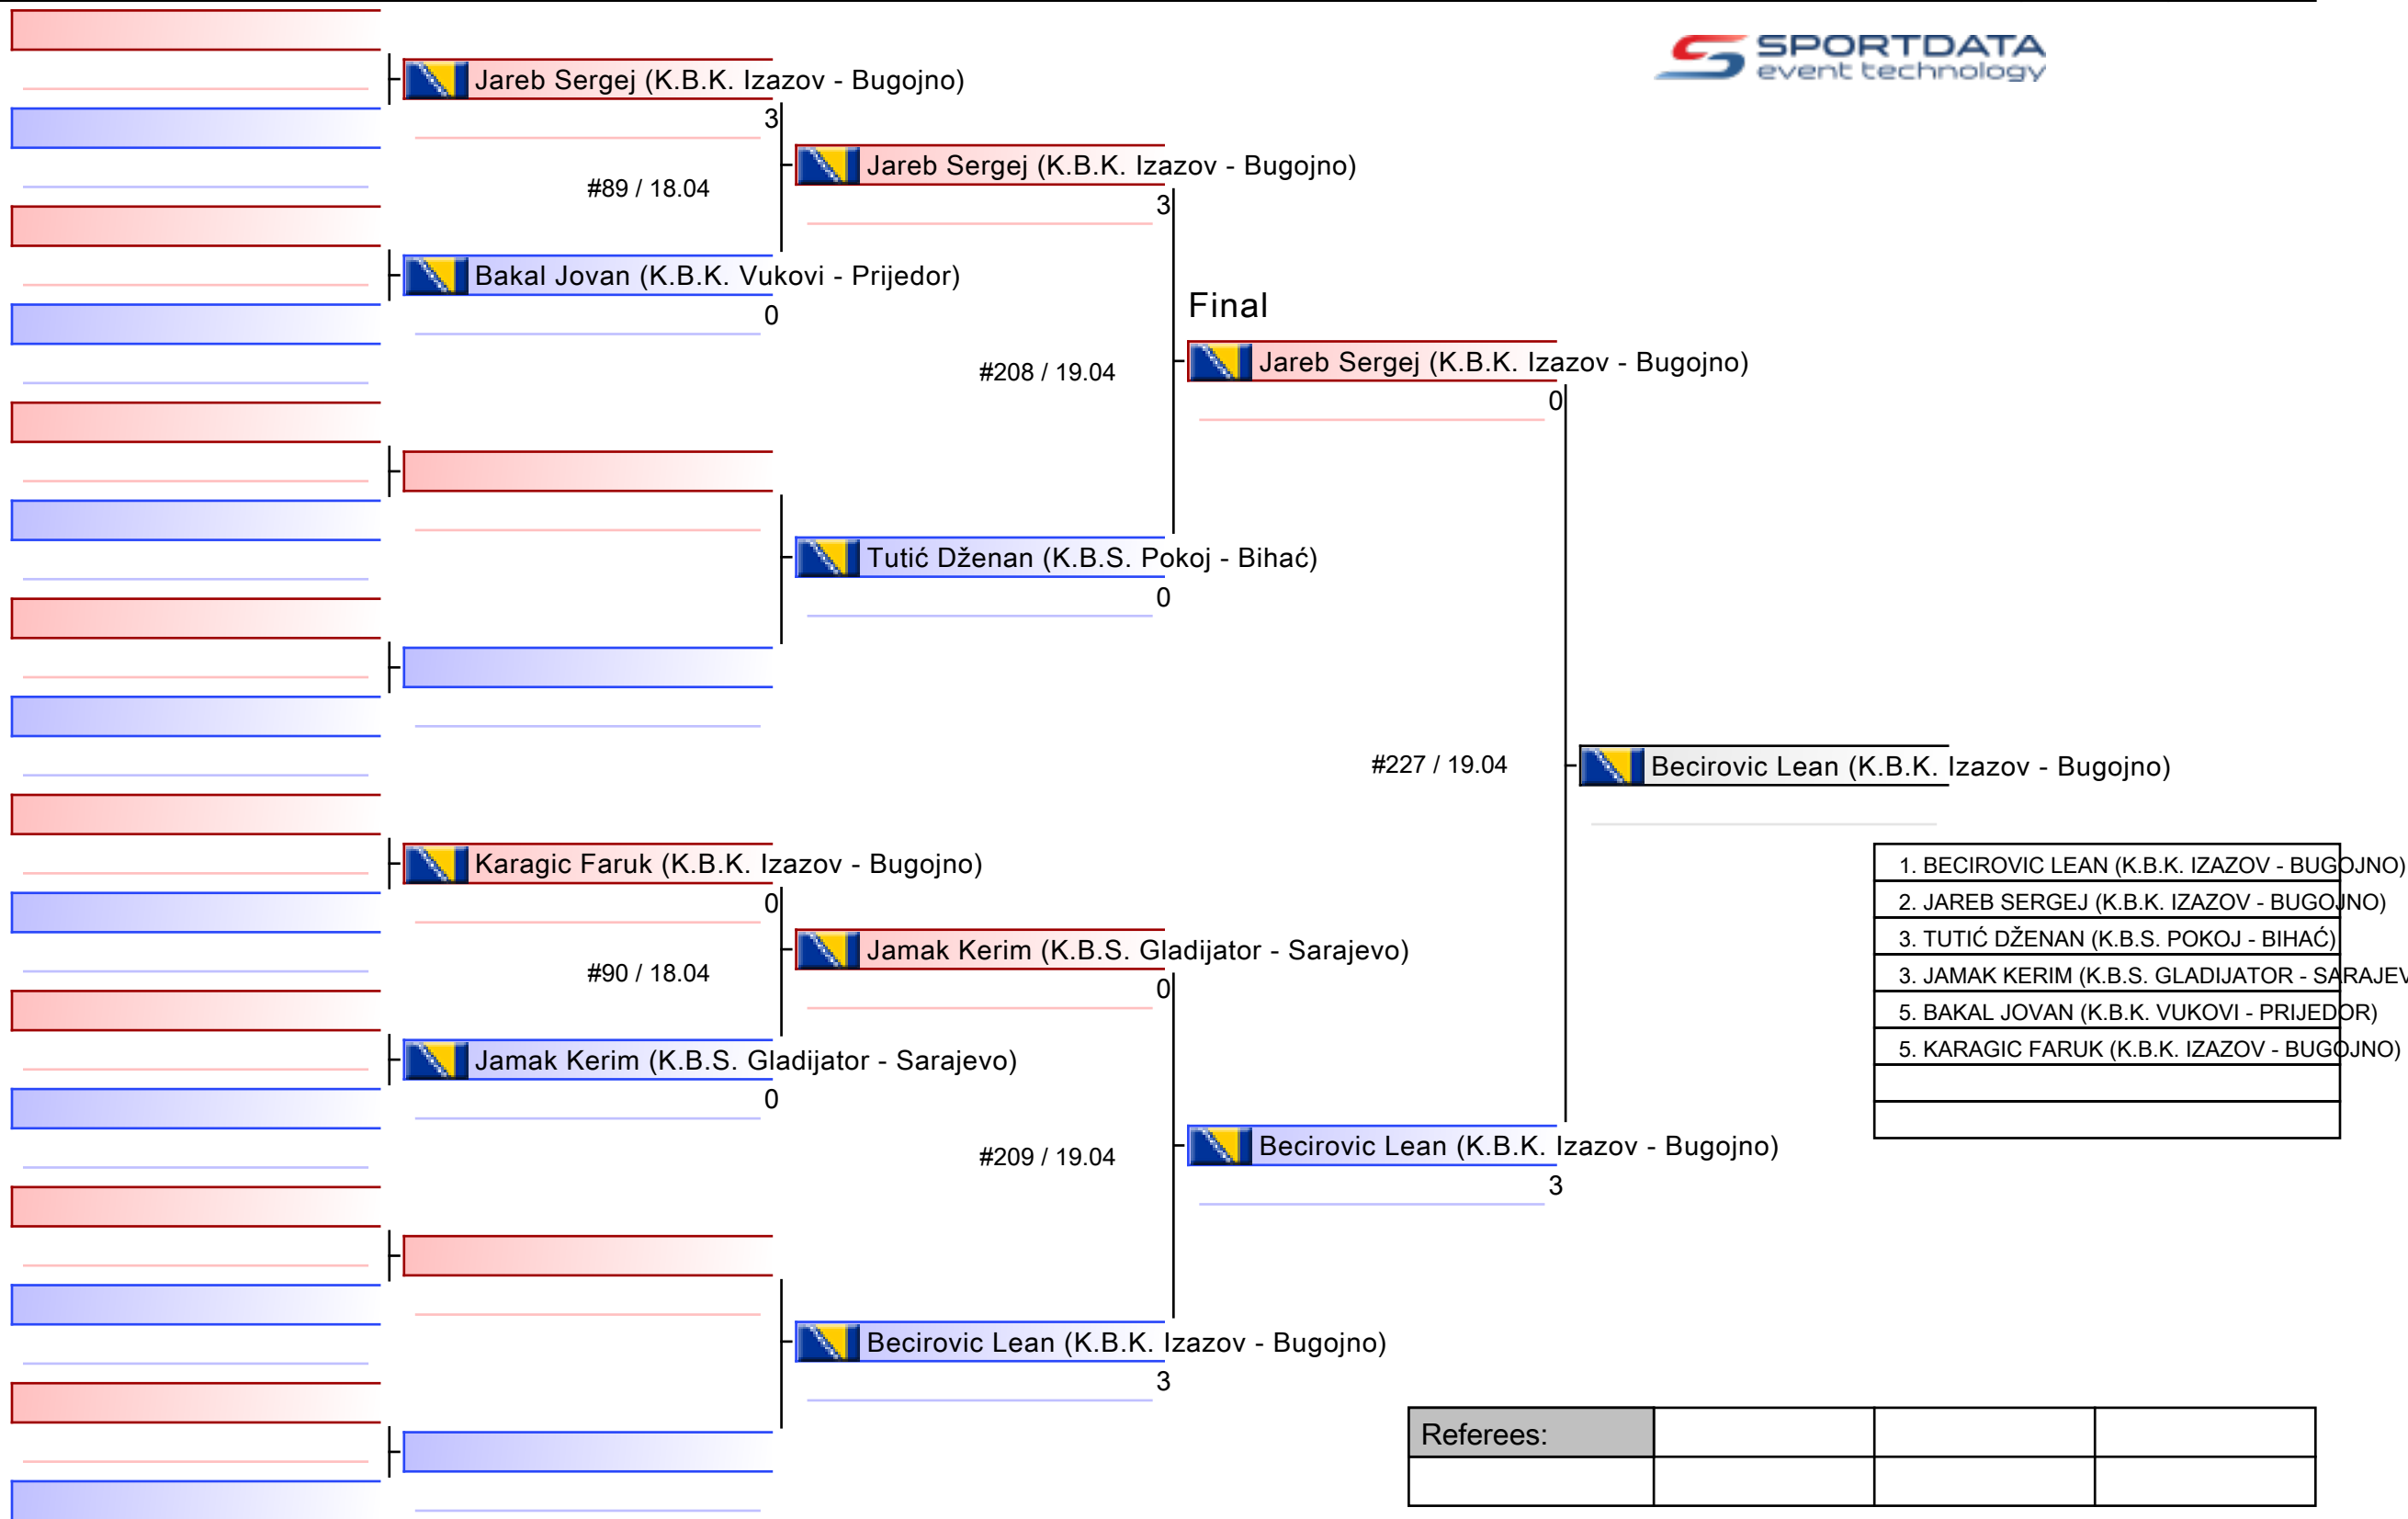 SPORTDATA
event technology
Jareb Sergej (K.B.K. Izazov - Bugojno)
3
#89 / 18.04
Bakal Jovan (K.B.K. Vukovi - Prijedor)
0
Jareb Sergej (K.B.K. Izazov - Bugojno)
3
#208 / 19.04
Tutić Dženan (K.B.S. Pokoj - Bihać)
0
Final
Jareb Sergej (K.B.K. Izazov - Bugojno)
0
#227 / 19.04
Becirovic Lean (K.B.K. Izazov - Bugojno)
Karagic Faruk (K.B.K. Izazov - Bugojno)
0
#90 / 18.04
Jamak Kerim (K.B.S. Gladijator - Sarajevo)
0
Jamak Kerim (K.B.S. Gladijator - Sarajevo)
0
#209 / 19.04
Becirovic Lean (K.B.K. Izazov - Bugojno)
3
Becirovic Lean (K.B.K. Izazov - Bugojno)
3
1. BECIROVIC LEAN (K.B.K. IZAZOV - BUGOJNO)
2. JAREB SERGEJ (K.B.K. IZAZOV - BUGOJNO)
3. TUTIĆ DŽENAN (K.B.S. POKOJ - BIHAĆ)
3. JAMAK KERIM (K.B.S. GLADIJATOR - SARAJEV
5. BAKAL JOVAN (K.B.K. VUKOVI - PRIJEDOR)
5. KARAGIC FARUK (K.B.K. IZAZOV - BUGOJNO)
Referees: